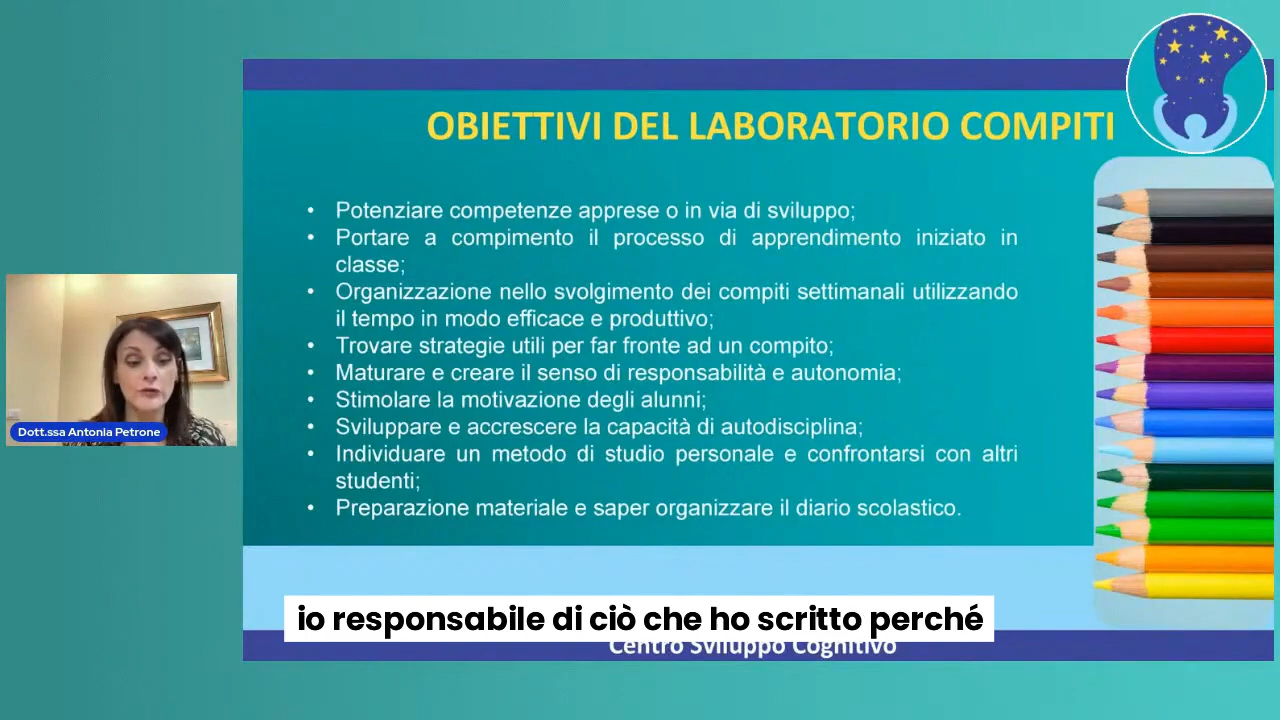 OBIETTIVI DEL LABORATORIO COMPITI
• Potenziare competenze apprese o in via di sviluppo;
• Portare a compimento il processo di apprendimento iniziato in
classe;
• Organizzazione nello svolgimento dei compiti settimanali utilizzando
il tempo in modo efficace e produttivo;
• Trovare strategie utili per far fronte ad un compito;
• Maturare e creare il senso di responsabilità e autonomia;
• Stimolare la motivazione degli alunni;
• Sviluppare e accrescere la capacità di autodisciplina;
• Individuare un metodo di studio personale e confrontarsi con altri
studenti;
• Preparazione materiale e saper organizzare il diario scolastico.
Dott.ssa Antonia Petrone
io responsabile di ciò che ho scritto perché
Centro Sviluppo Cognitivo